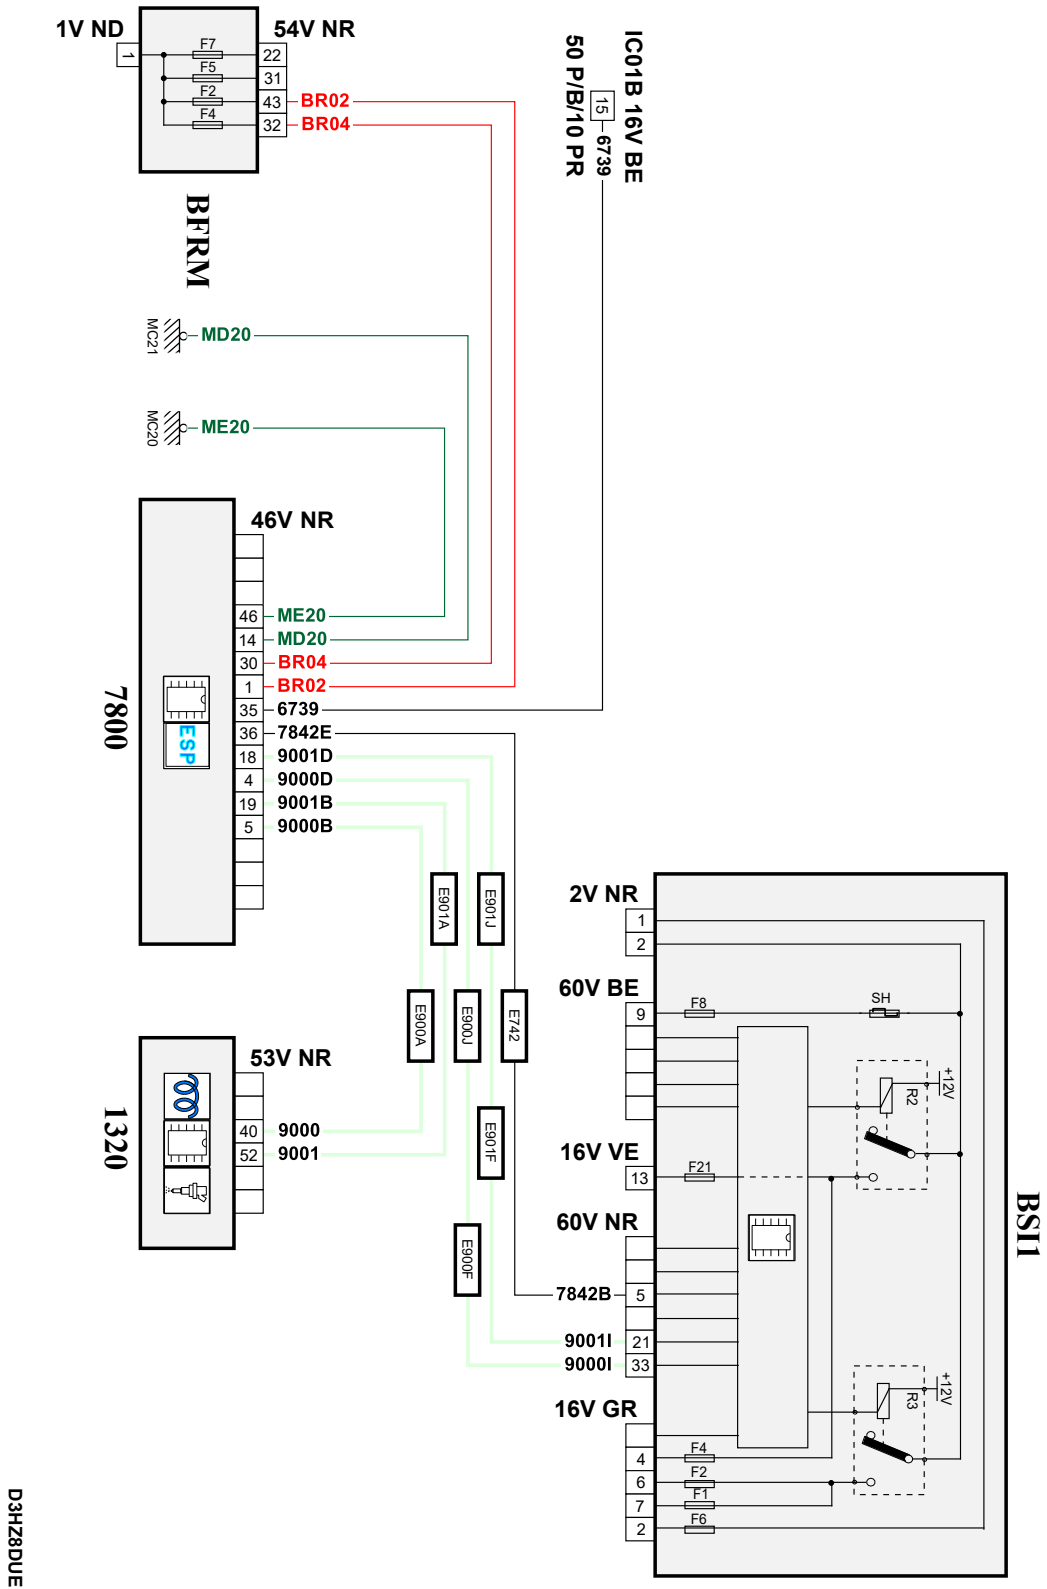 1V ND
54V NR
1
F7
22
F5
31
F2
43
BR02
F4
32
BR04
BFRM
IC01B 16V BE
15
6739
50 P/B/10 PR
MC21
MD20
MC20
ME20
46V NR
46
ME20
14
MD20
30
BR04
1
BR02
35
6739
36
7842E
18
9001D
4
9000D
19
9001B
5
9000B
ESP
7800
E901A
E901J
E900A
E900J
E742
E901F
E900F
53V NR
40
9000
52
9001
1320
2V NR
1
2
60V BE
9
F8
SH
+12V
R2
16V VE
13
F21
60V NR
7842B
5
9001I
21
9000I
33
+12V
R3
16V GR
4
F4
6
F2
7
F1
2
F6
BSI1
D3HZ8DUE